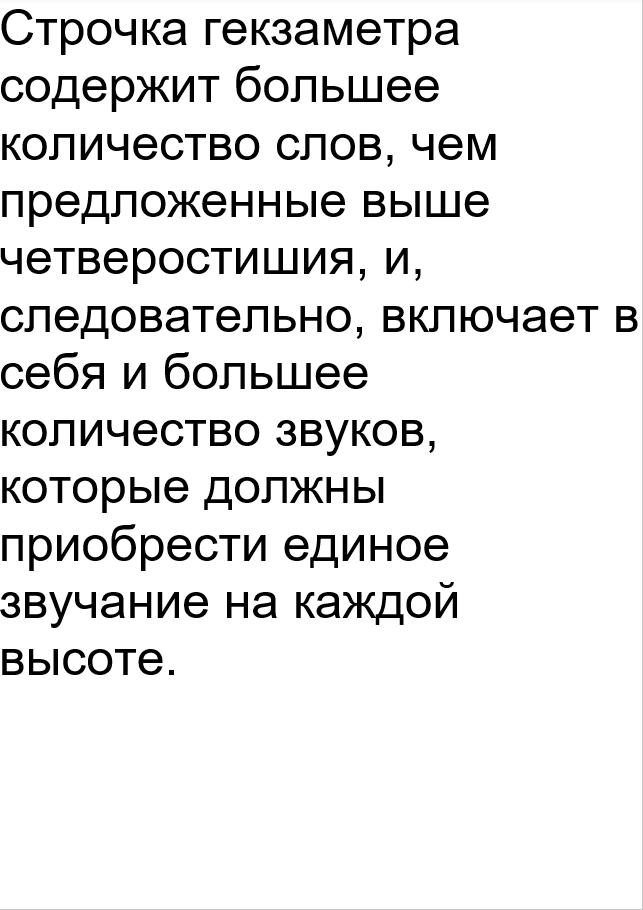 Строчка гекзаметра
содержит большее
количество слов, чем
предложенные выше
четверостишия, и,
следовательно, включает в
себя и большее
количество звуков,
которые должны
приобрести единое
звучание на каждой
высоте.